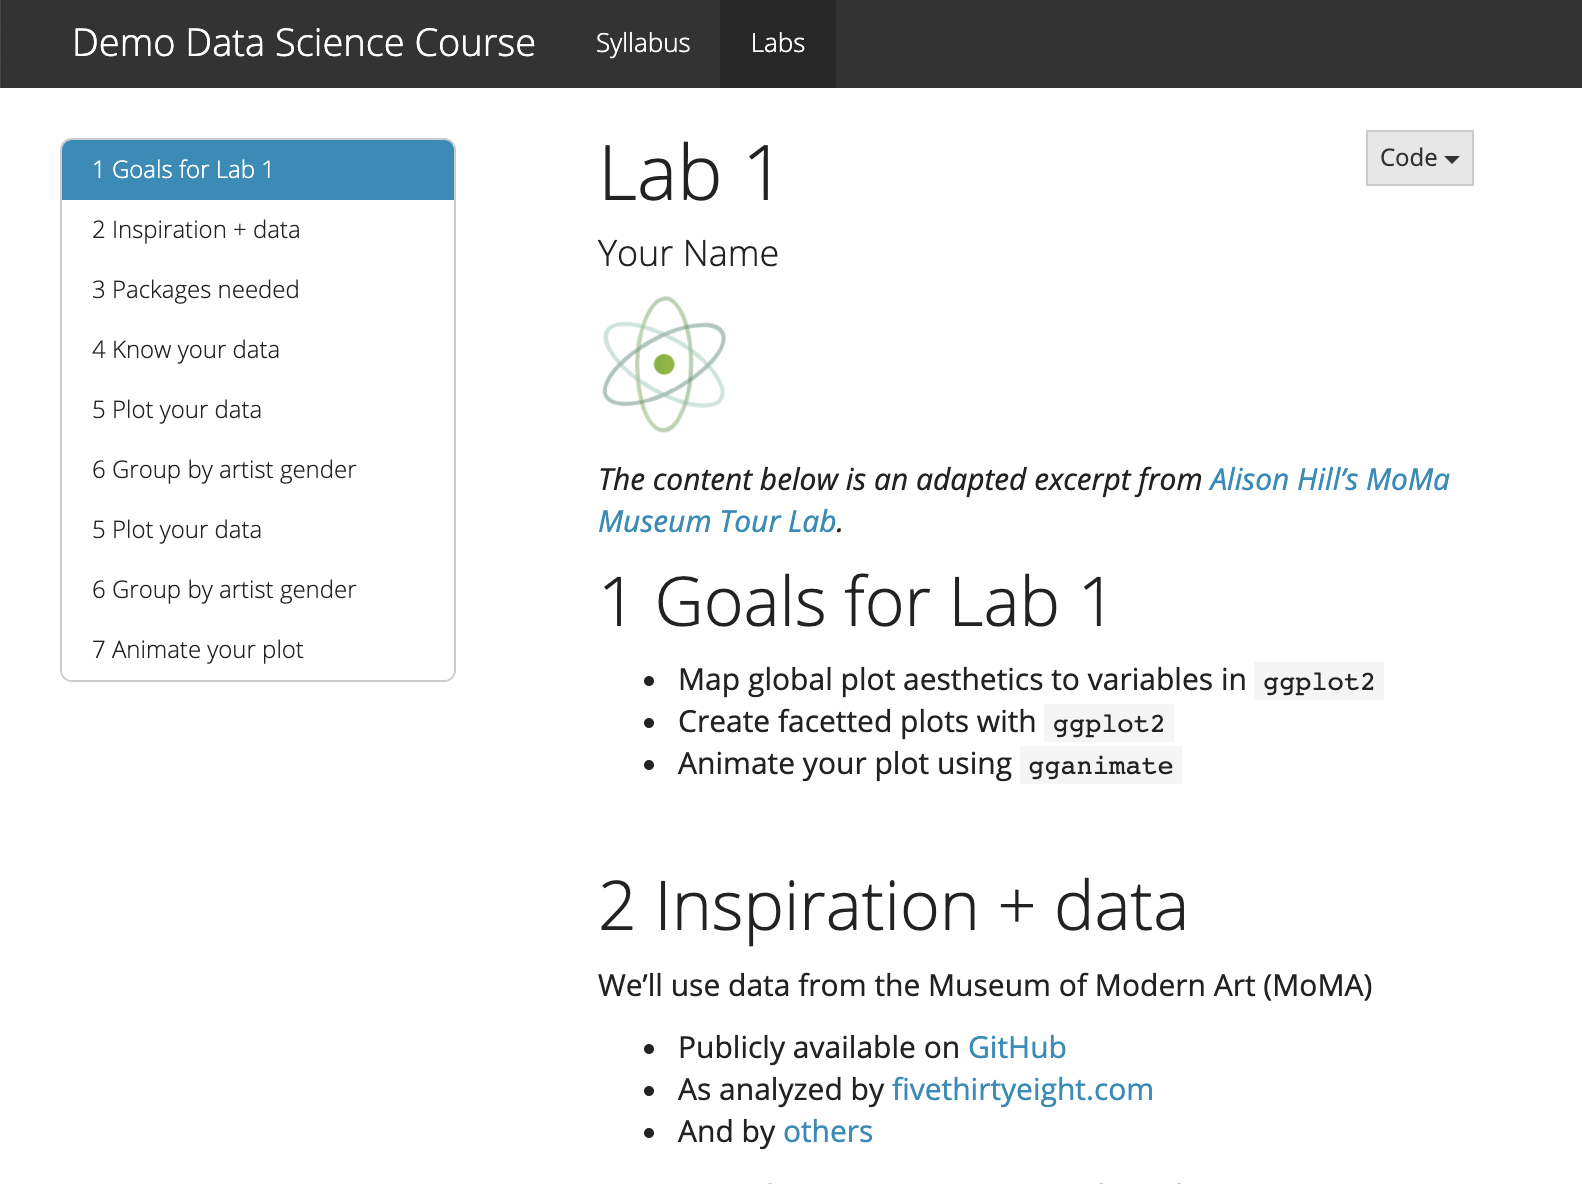 Demo Data Science Course
Syllabus
Labs
1 Goals for Lab 1
2 Inspiration + data
3 Packages needed
4 Know your data
5 Plot your data
6 Group by artist gender
5 Plot your data
6 Group by artist gender
7 Animate your plot
Lab 1
Code
Your Name
The content below is an adapted excerpt from Alison Hill’s MoMa
Museum Tour Lab.
1 Goals for Lab 1
• Map global plot aesthetics to variables in ggplot2
• Create facetted plots with ggplot2
• Animate your plot using gganimate
2 Inspiration + data
We’ll use data from the Museum of Modern Art (MoMA)
• Publicly available on GitHub
• As analyzed by fivethirtyeight.com
• And by others